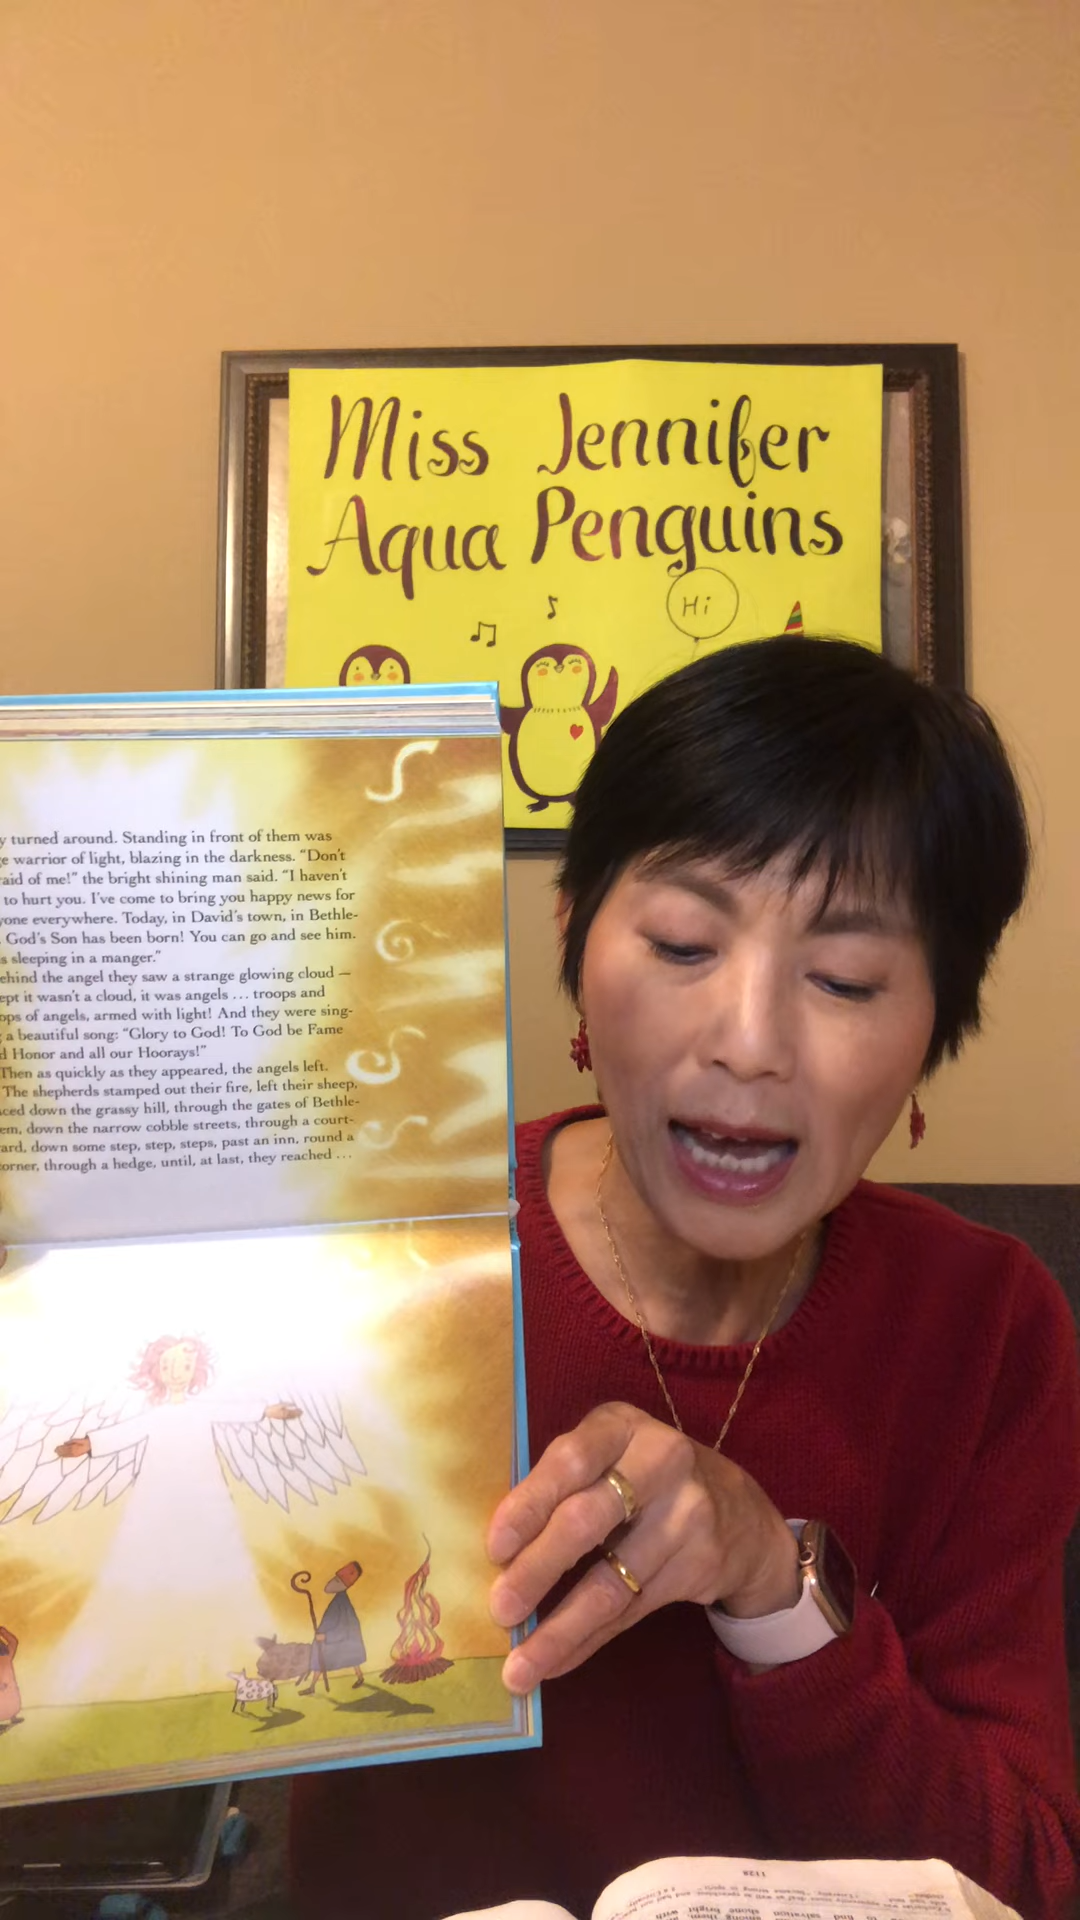 Miss Jennifer
Aqua Penguins
Hi
y turned around. Standing in front of them was
e warrior of light, blazing in the darkness. “Don’t
aid of me!” the bright shining man said. “I haven’t
to hurt you. I’ve come to bring you happy news for
yone everywhere. Today, in David’s town, in Bethle-
God’s Son has been born! You can go and see him.
s sleeping in a manger.”
ehind the angel they saw a strange glowing cloud —
ept it wasn’t a cloud, it was angels ... troops and
ops of angels, armed with light! And they were sing-
g a beautiful song: “Glory to God! To God be Fame
d Honor and all our Hoorays!”
Then as quickly as they appeared, the angels left.
The shepherds stamped out their fire, left their sheep,
aced down the grassy hill, through the gates of Bethle-
em, down the narrow cobble streets, through a court-
ard, down some step, step, steps, past an inn, round a
orner, through a hedge, until, at last, they reached ...
1128